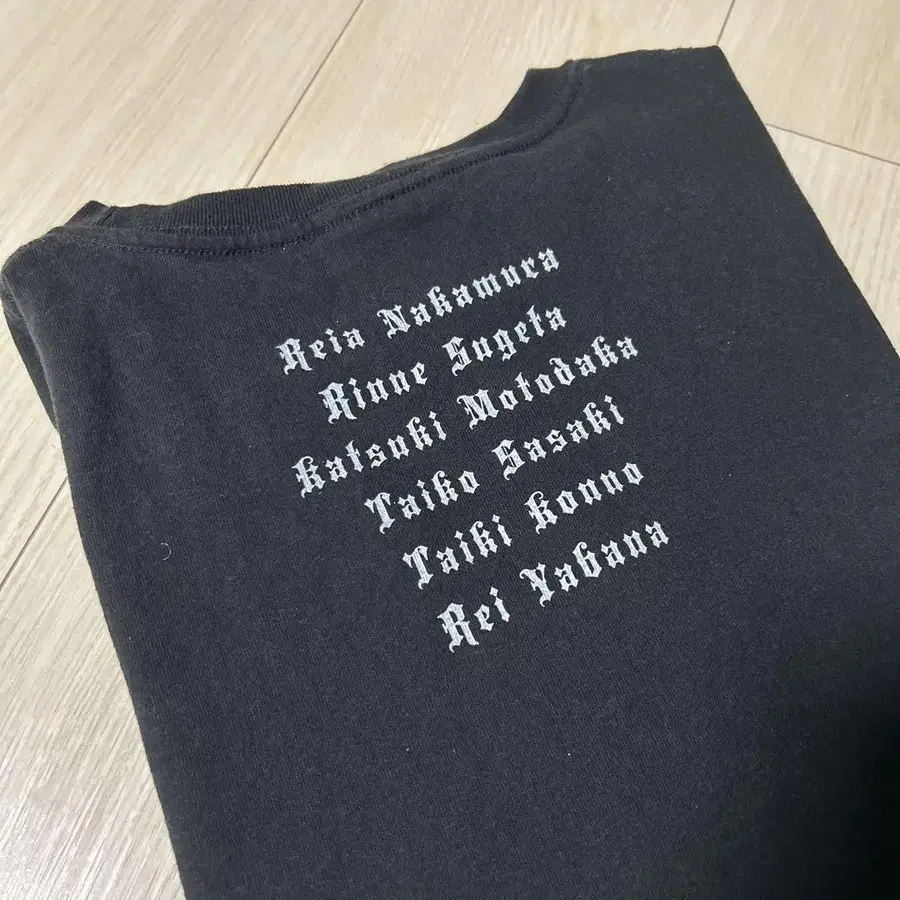 Reia Nakamura
Rinne Sugeta
Katsuki Motodaka
Taiko Sasaki
Taiki Konno
Rei Yabana